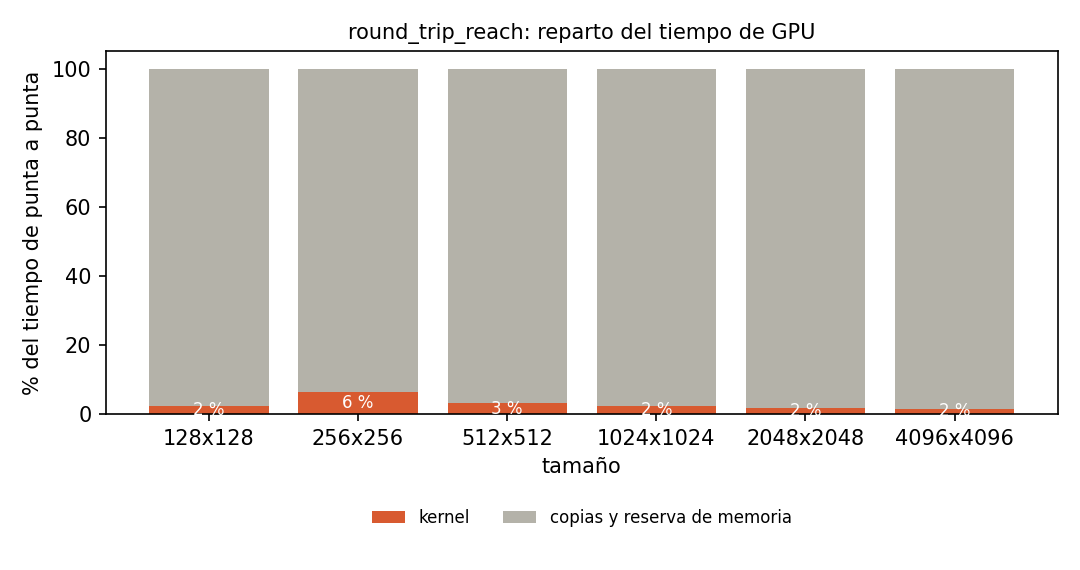 round_trip_reach: reparto del tiempo de GPU
% del tiempo de punta a punta
100
80
60
40
20
0
2 %
6 %
3 %
2 %
2 %
2 %
128x128
256x256
512x512
1024x1024
2048x2048
4096x4096
tamaño
kernel
copias y reserva de memoria